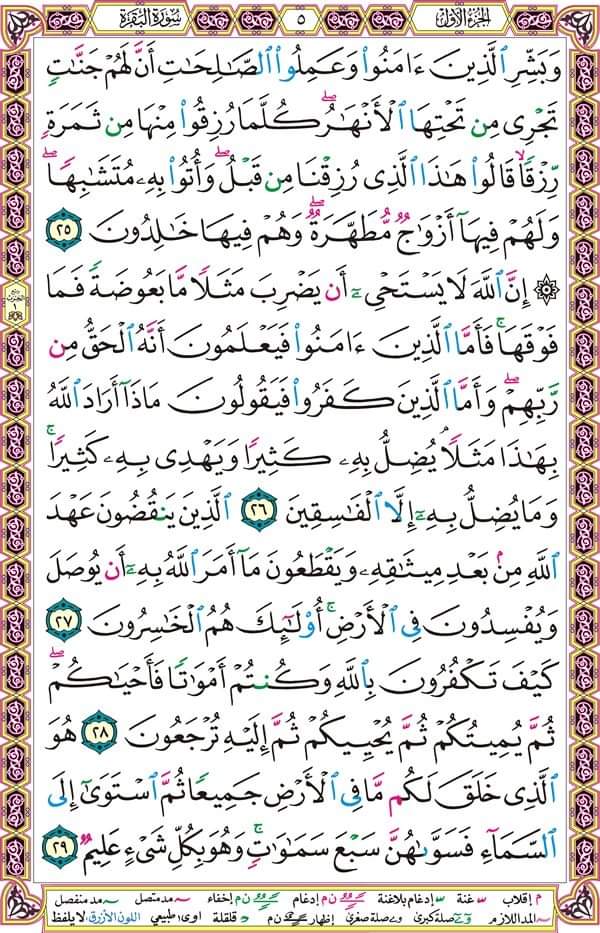 الجزء الأول
٥
سورة البقرة
وَبَشِّرِ ٱلَّذِينَ ءَامَنُوا۟ وَعَمِلُوا۟ ٱلصَّـٰلِحَـٰتِ أَنَّ لَهُمْ جَنَّـٰتٍۢ
تَجْرِى مِن تَحْتِهَا ٱلْأَنْهَـٰرُ ۖ كُلَّمَا رُزِقُوا۟ مِنْهَا مِن ثَمَرَةٍۢ
رِّزْقًۭا ۙ قَالُوا۟ هَـٰذَا ٱلَّذِى رُزِقْنَا مِن قَبْلُ ۖ وَأُتُوا۟ بِهِۦ مُتَشَـٰبِهًۭا ۖ
وَلَهُمْ فِيهَآ أَزْوَٰجٌۭ مُّطَهَّرَةٌۭ ۖ وَهُمْ فِيهَا خَـٰلِدُونَ ٢٥
۞ إِنَّ ٱللَّهَ لَا يَسْتَحْىِۦٓ أَن يَضْرِبَ مَثَلًۭا مَّا بَعُوضَةًۭ فَمَا
فَوْقَهَا ۚ فَأَمَّا ٱلَّذِينَ ءَامَنُوا۟ فَيَعْلَمُونَ أَنَّهُ ٱلْحَقُّ مِن
رَّبِّهِمْ ۖ وَأَمَّا ٱلَّذِينَ كَفَرُوا۟ فَيَقُولُونَ مَاذَآ أَرَادَ ٱللَّهُ
بِهَـٰذَا مَثَلًۭا ۘ يُضِلُّ بِهِۦ كَثِيرًۭا وَيَهْدِى بِهِۦ كَثِيرًۭا ۚ
وَمَا يُضِلُّ بِهِۦٓ إِلَّا ٱلْفَـٰسِقِينَ ٢٦ ٱلَّذِينَ يَنقُضُونَ عَهْدَ
ٱللَّهِ مِنۢ بَعْدِ مِيثَـٰقِهِۦ وَيَقْطَعُونَ مَآ أَمَرَ ٱللَّهُ بِهِۦٓ أَن يُوصَلَ
وَيُفْسِدُونَ فِى ٱلْأَرْضِ ۚ أُو۟لَـٰٓئِكَ هُمُ ٱلْخَـٰسِرُونَ ٢٧
كَيْفَ تَكْفُرُونَ بِٱللَّهِ وَكُنتُمْ أَمْوَٰتًۭا فَأَحْيَـٰكُمْ ۖ
ثُمَّ يُمِيتُكُمْ ثُمَّ يُحْيِيكُمْ ثُمَّ إِلَيْهِ تُرْجَعُونَ ٢٨ هُوَ
ٱلَّذِى خَلَقَ لَكُم مَّا فِى ٱلْأَرْضِ جَمِيعًۭا ثُمَّ ٱسْتَوَىٰٓ إِلَى
ٱلسَّمَآءِ فَسَوَّىٰهُنَّ سَبْعَ سَمَـٰوَٰتٍۢ ۚ وَهُوَ بِكُلِّ شَىْءٍ عَلِيمٌۭ ٢٩
م إقلاب غنة إدغام بلاغنة ن م إدغام ن م إخفاء مد متصل مد منفصل
المد اللازم صلة كبرى صلة صغرى إظهار ن م قلقلة اوى؛ طبيعي اللون الأزرق: لا يلفظ